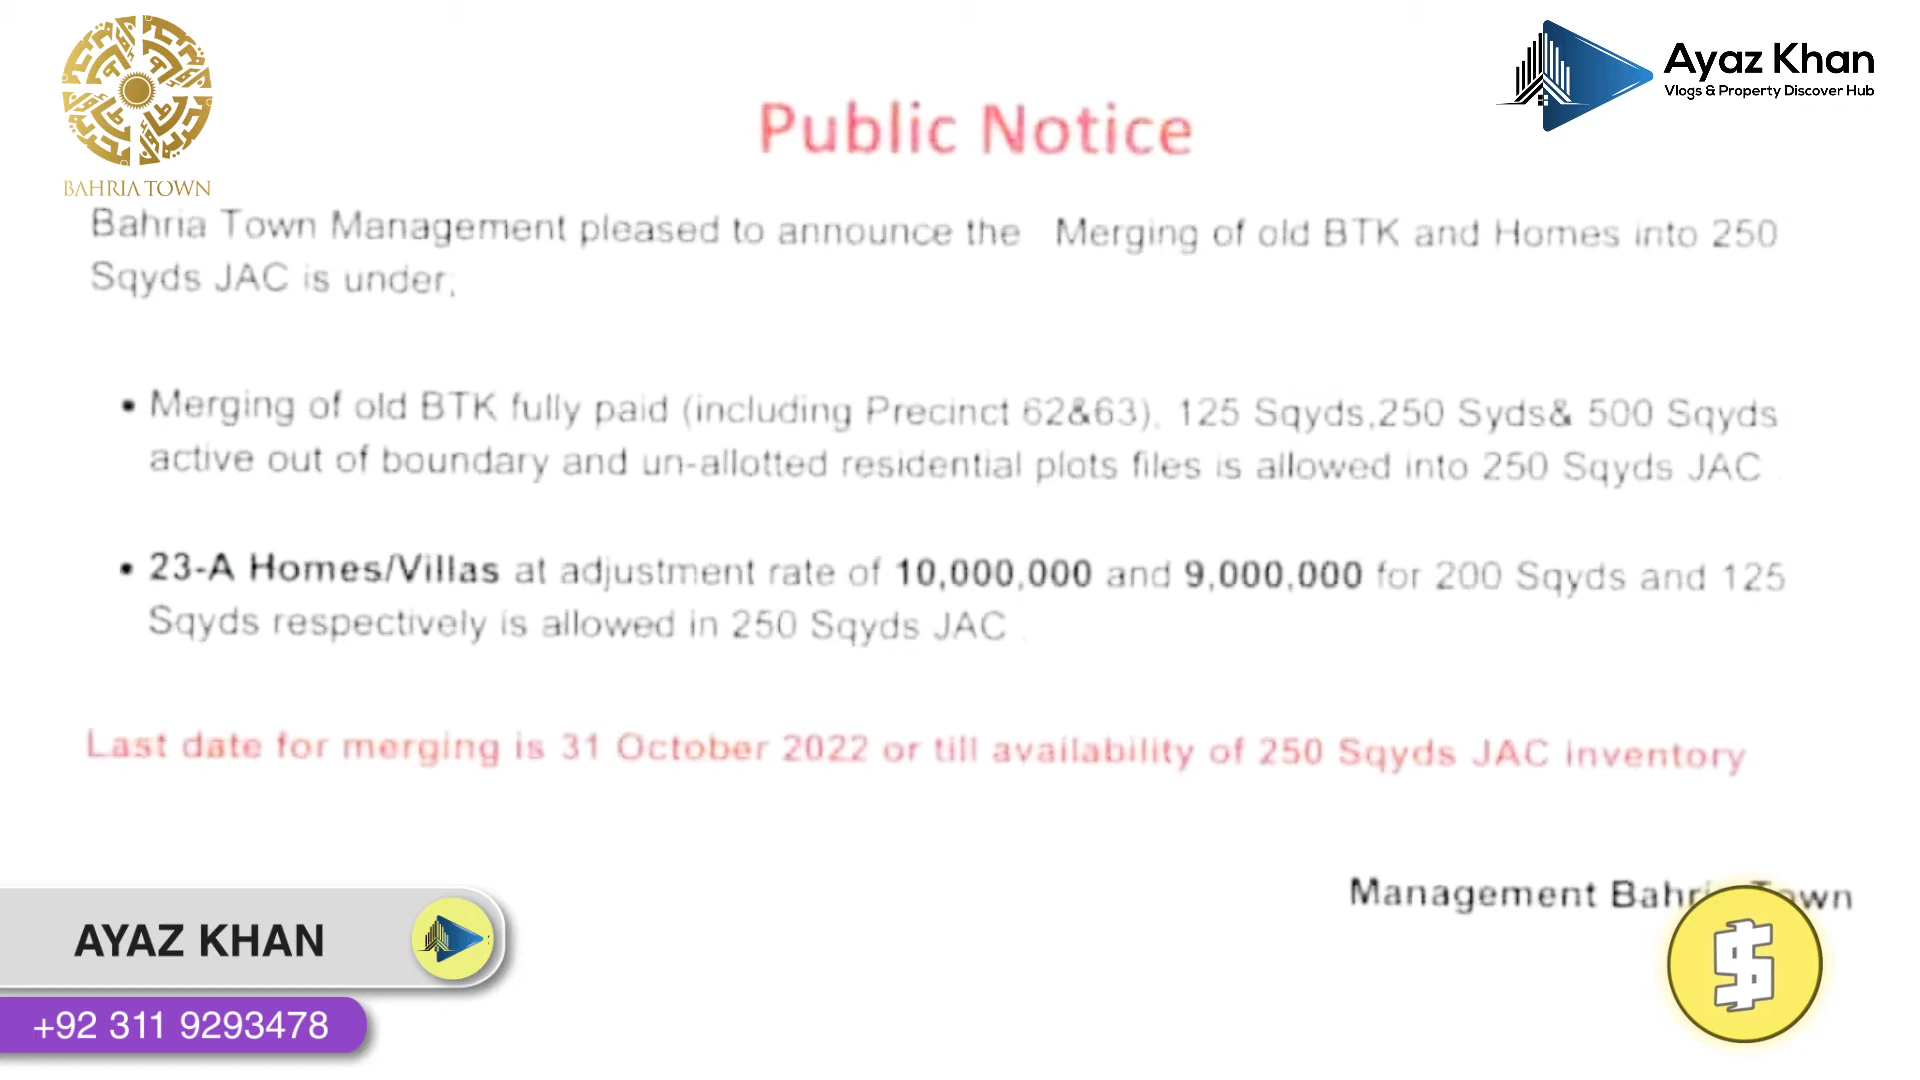 BAHRIA TOWN
Ayaz Khan
Vlogs & Property Discover Hub
Public Notice
Bahria Town Management pleased to announce the Merging of old BTK and Homes into 250
Sqyds JAC is under;
• Merging of old BTK fully paid (including Precinct 62&63), 125 Sqyds,250 Syds& 500 Sqyds
active out of boundary and un-allotted residential plots files is allowed into 250 Sqyds JAC .
• 23-A Homes/Villas at adjustment rate of 10,000,000 and 9,000,000 for 200 Sqyds and 125
Sqyds respectively is allowed in 250 Sqyds JAC .
Last date for merging is 31 October 2022 or till availability of 250 Sqyds JAC inventory
Management Bahria Town
AYAZ KHAN
+92 311 9293478
$